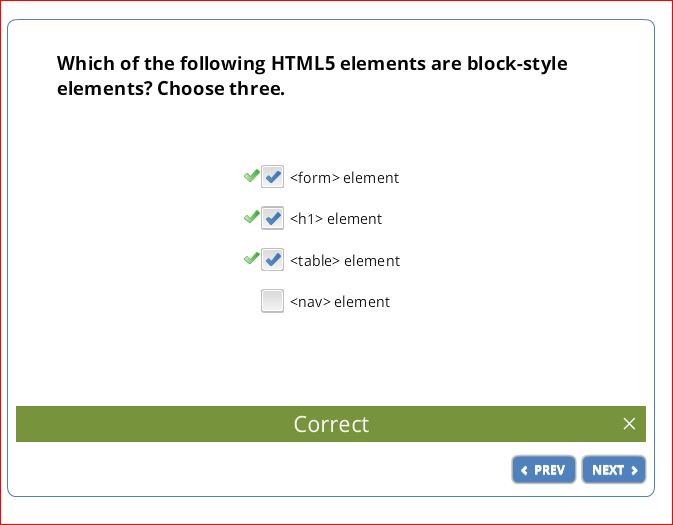 Which of the following HTML5 elements are block-style
elements? Choose three.
<form> element
<h1> element
<table> element
<nav> element
Correct
PREV
NEXT